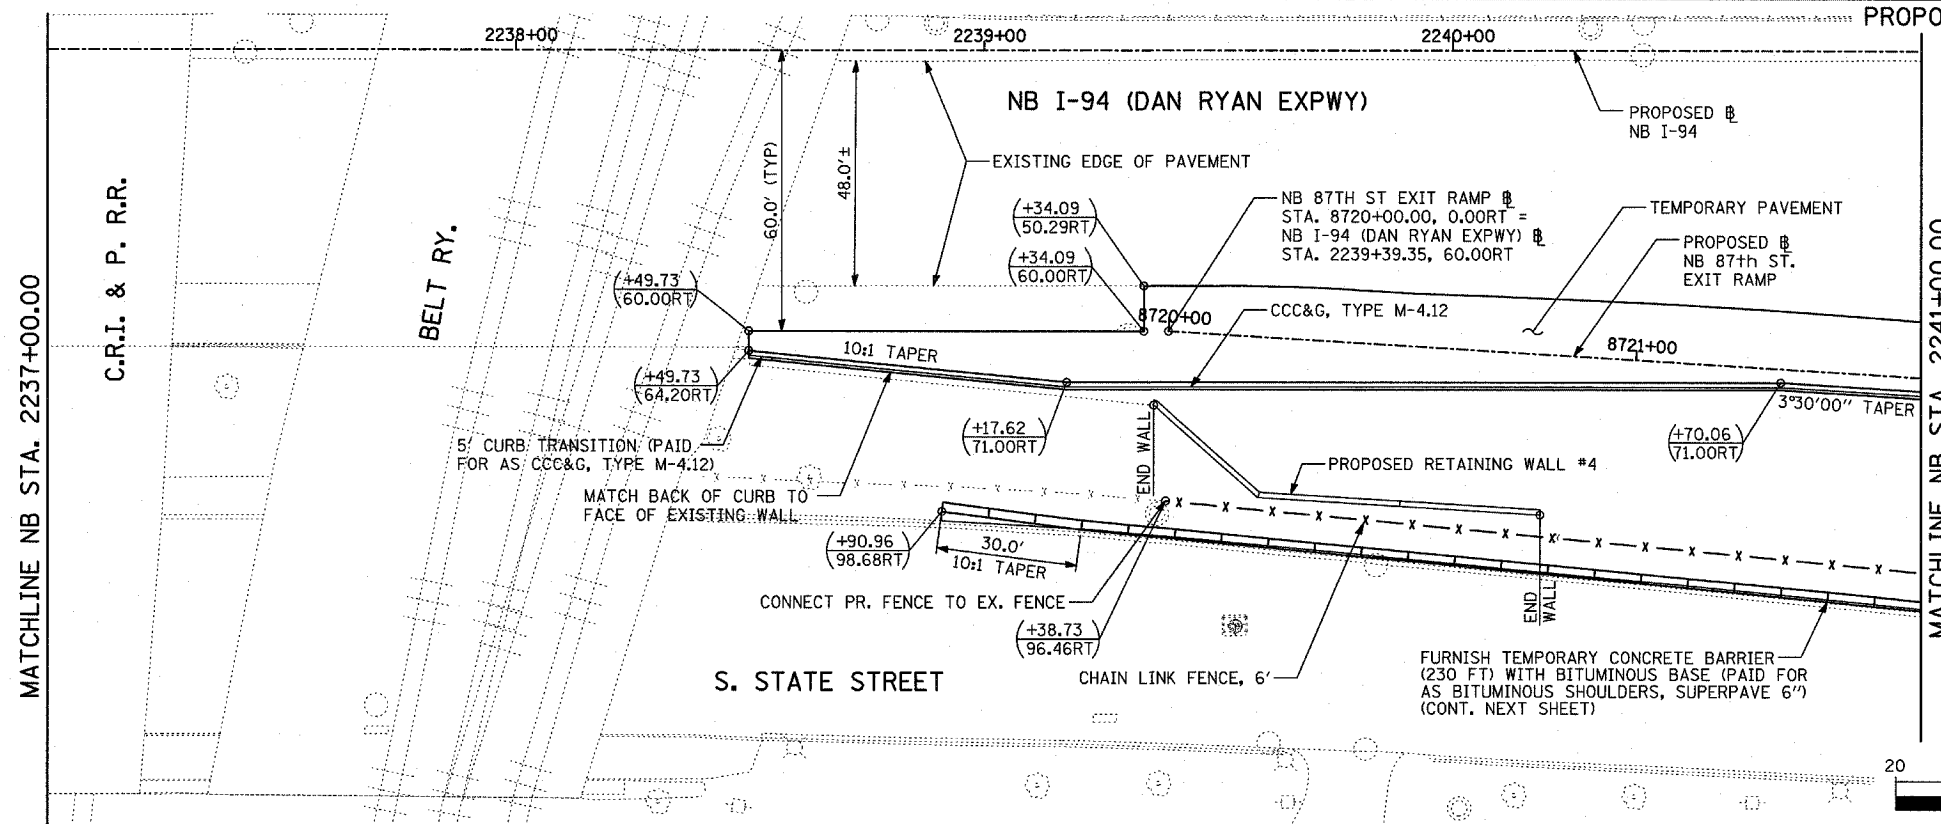 PROPO
2238+00
2239+00
2240+00
NB I-94 (DAN RYAN EXPWY)
PROPOSED ℄
NB I-94
C.R.I. & P. R.R.
BELT RY.
60.0' (TYP)
48.0'±
EXISTING EDGE OF PAVEMENT
(+34.09
50.29RT)
(+34.09
60.00RT)
NB 87TH ST EXIT RAMP ℄
STA. 8720+00.00, 0.00RT =
NB I-94 (DAN RYAN EXPWY) ℄
STA. 2239+39.35, 60.00RT
TEMPORARY PAVEMENT
PROPOSED ℄
NB 87th ST.
EXIT RAMP
(+49.73
60.00RT)
8720+00
CCC&G, TYPE M-4.12
8721+00
10:1 TAPER
(+49.73
64.20RT)
3°30'00" TAPER
(+17.62
71.00RT)
(+70.06
71.00RT)
5' CURB TRANSITION (PAID
FOR AS CCC&G, TYPE M-4.12)
END WALL
PROPOSED RETAINING WALL #4
MATCH BACK OF CURB TO
FACE OF EXISTING WALL
(+90.96
98.68RT)
30.0'
10:1 TAPER
CONNECT PR. FENCE TO EX. FENCE
(+38.73
96.46RT)
END
WALL
S. STATE STREET
CHAIN LINK FENCE, 6'
FURNISH TEMPORARY CONCRETE BARRIER
(230 FT) WITH BITUMINOUS BASE (PAID FOR
AS BITUMINOUS SHOULDERS, SUPERPAVE 6")
(CONT. NEXT SHEET)
MATCHLINE NB STA. 2237+00.00
MATCHLINE NB STA. 2241+00.00
20